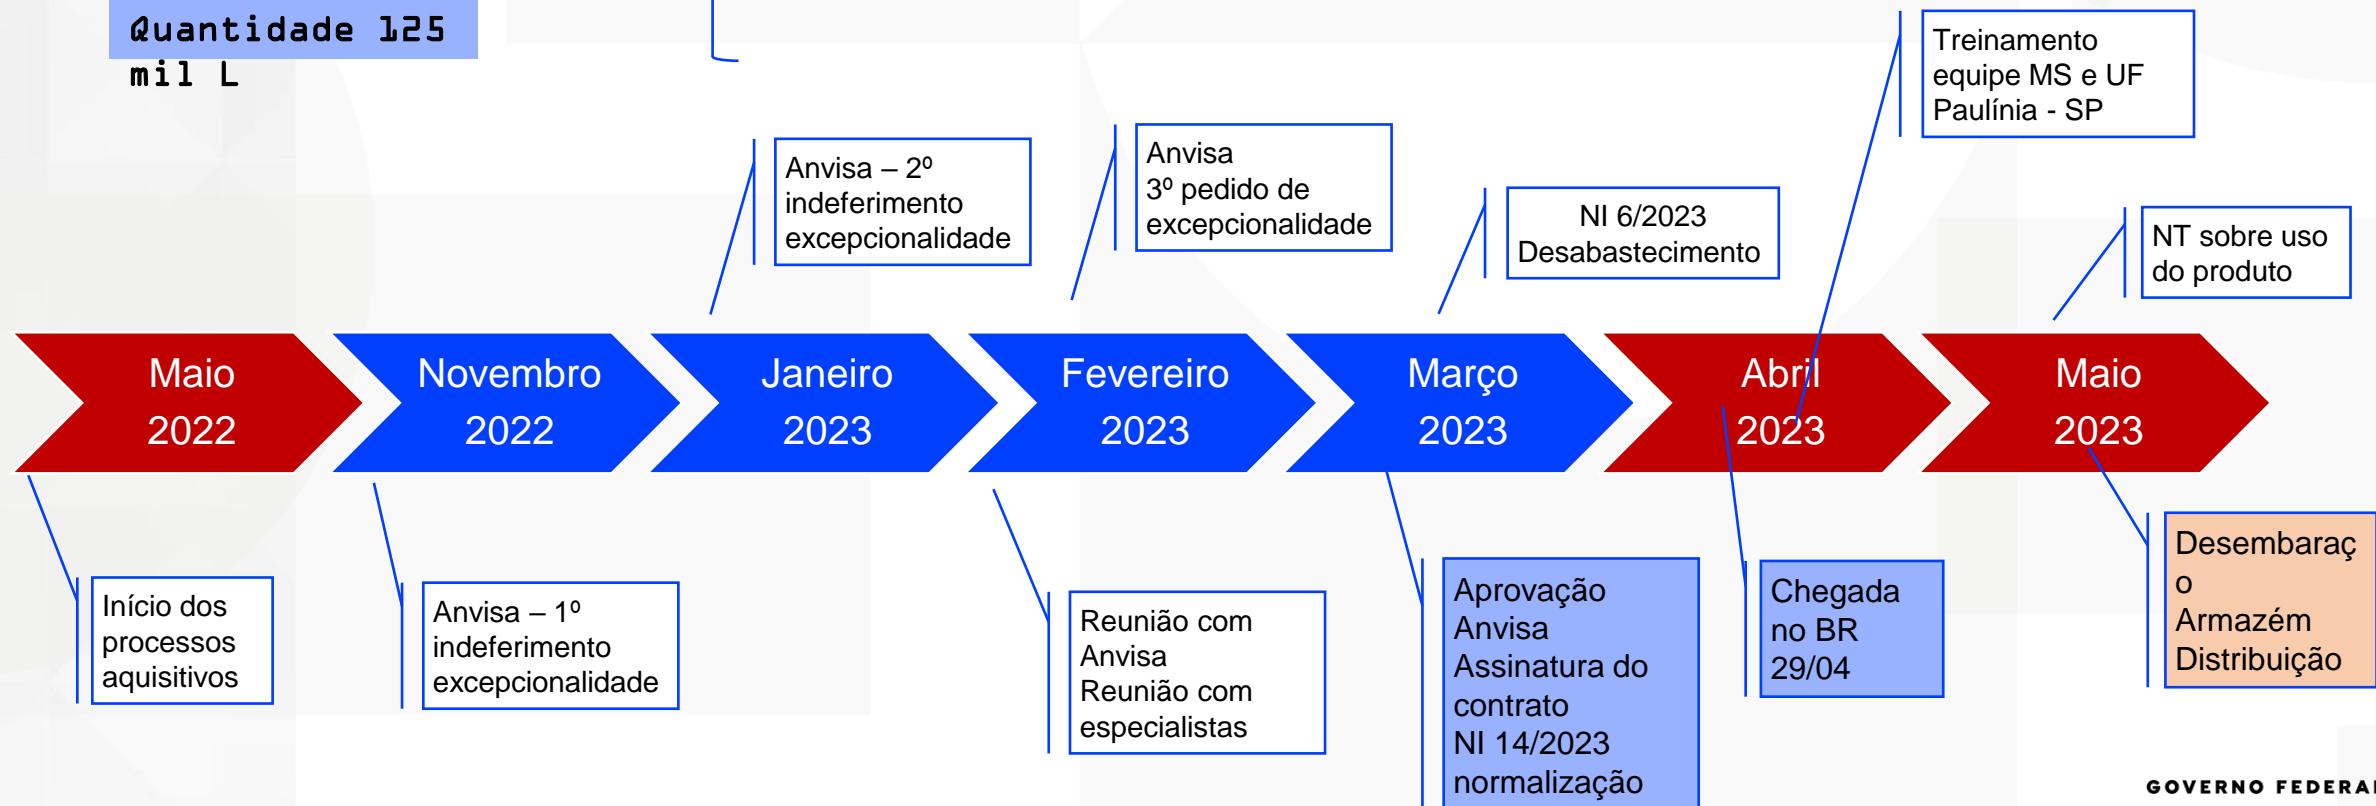 Quantidade 125
mil L
Treinamento
equipe MS e UF
Paulínia - SP
Anvisa – 2º
indeferimento
excepcionalidade
Anvisa
3º pedido de
excepcionalidade
NI 6/2023
Desabastecimento
NT sobre uso
do produto
Maio
2022
Novembro
2022
Janeiro
2023
Fevereiro
2023
Março
2023
Abril
2023
Maio
2023
Início dos
processos
aquisitivos
Anvisa – 1º
indeferimento
excepcionalidade
Reunião com
Anvisa
Reunião com
especialistas
Aprovação
Anvisa
Assinatura do
contrato
NI 14/2023
normalização
Chegada
no BR
29/04
Desembaraç
o
Armazém
Distribuição
GOVERNO FEDERA